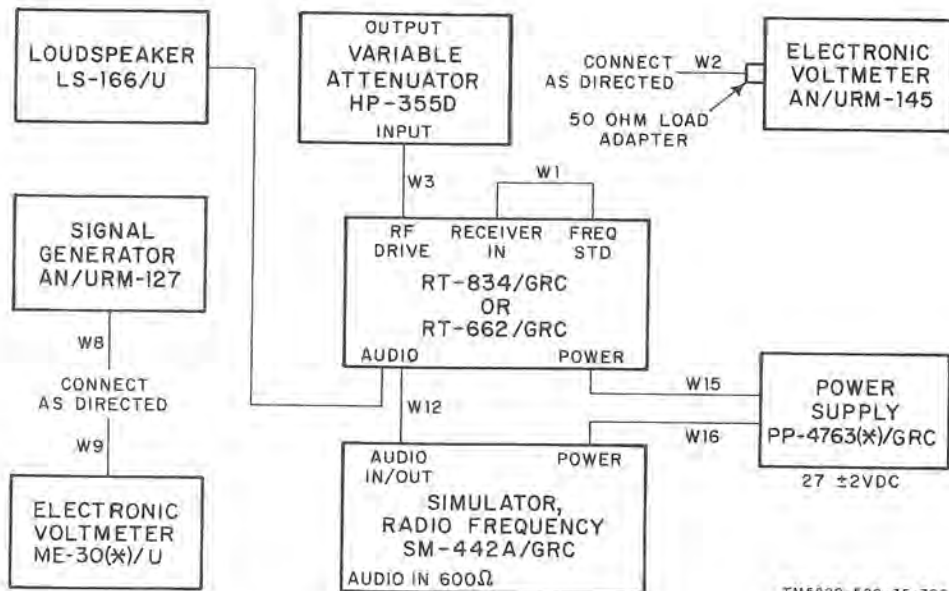 LOUDSPEAKER
LS-166/U
OUTPUT
VARIABLE
ATTENUATOR
HP-355D
INPUT
CONNECT
AS DIRECTED
W2
50 OHM LOAD
ADAPTER
ELECTRONIC
VOLTMETER
AN/URM-145
W3
W1
SIGNAL
GENERATOR
AN/URM-127
RF
DRIVE
RECEIVER
IN
FREQ
STD
RT-834/GRC
OR
RT-662/GRC
AUDIO
POWER
W8
CONNECT
AS DIRECTED
W9
W12
W15
W16
POWER
SUPPLY
PP-4763(*)/GRC
27 ±2VDC
ELECTRONIC
VOLTMETER
ME-30(*)/U
AUDIO
IN/OUT
POWER
SIMULATOR,
RADIO FREQUENCY
SM-442A/GRC
AUDIO IN 600Ω